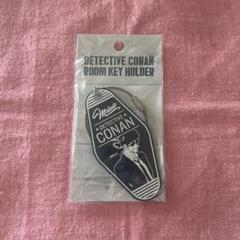 DETECTIVE CONAN
ROOM KEY HOLDER
DETECTIVE
CONAN